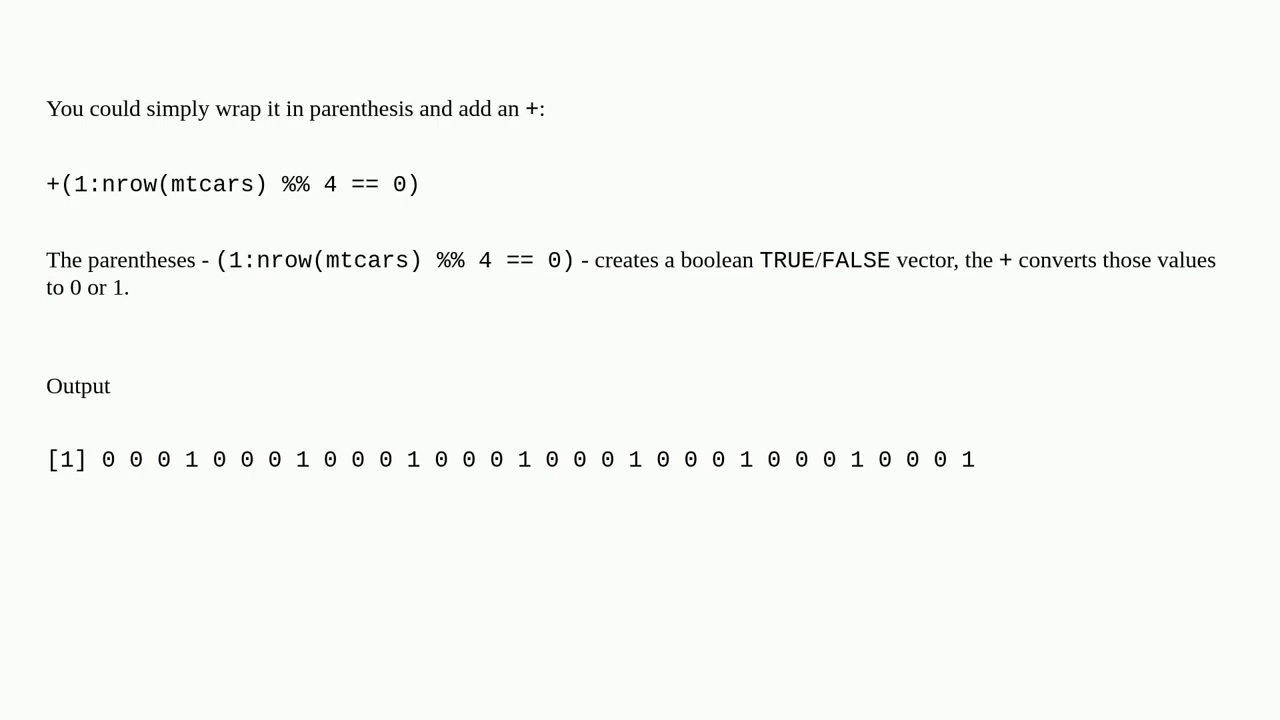 You could simply wrap it in parenthesis and add an +:
+(1:nrow(mtcars) %% 4 == 0)
The parentheses - (1:nrow(mtcars) %% 4 == 0) - creates a boolean TRUE/FALSE vector, the + converts those values
to 0 or 1.
Output
[1] 0 0 0 1 0 0 0 1 0 0 0 1 0 0 0 1 0 0 0 1 0 0 0 1 0 0 0 1 0 0 0 1